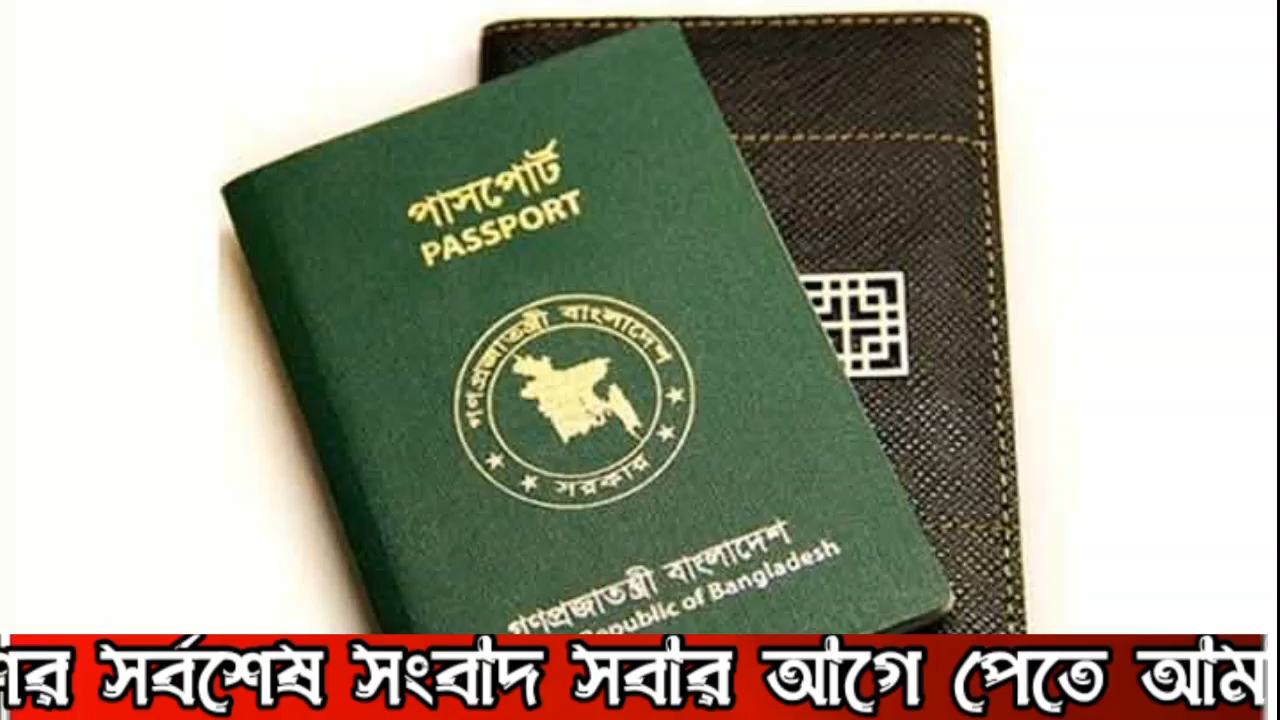 পাসপোর্ট
PASSPORT
গণপ্রজাতন্ত্রী বাংলাদেশ
সরকার
গণপ্রজাতন্ত্রী বাংলাদেশ
Republic of Bangladesh
সর্বশেষ সংবাদ সবার আগে পেতে